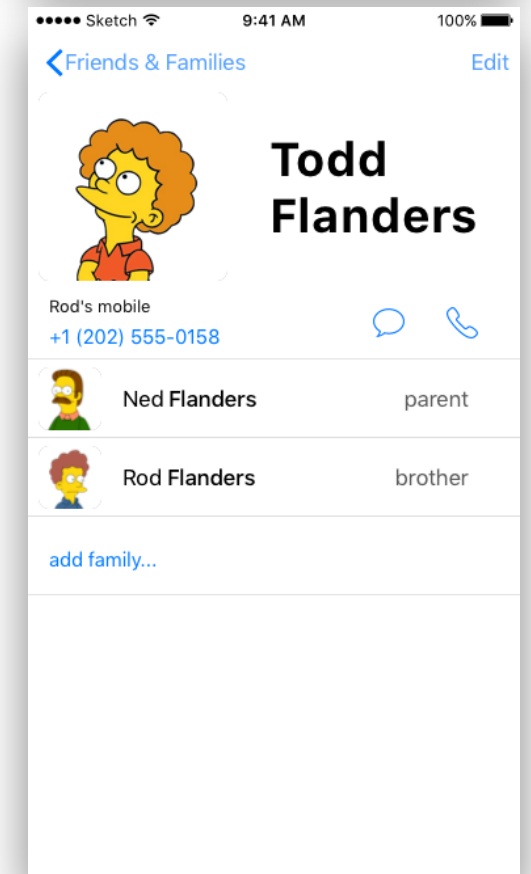 Sketch 9:41 AM 100%
Friends & Families Edit
Todd
Flanders
Rod's mobile
+1 (202) 555-0158
Ned Flanders parent
Rod Flanders brother
add family...